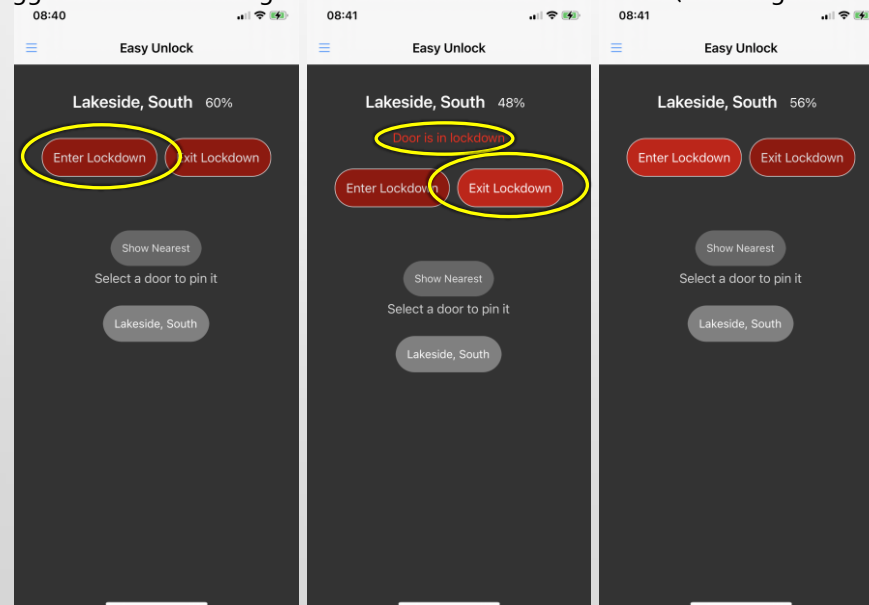 08:40
Easy Unlock
Lakeside, South 60%
Enter Lockdown Exit Lockdown
Show Nearest
Select a door to pin it
Lakeside, South
08:41
Easy Unlock
Lakeside, South 48%
Door is in lockdown
Enter Lockdown Exit Lockdown
Show Nearest
Select a door to pin it
Lakeside, South
08:41
Easy Unlock
Lakeside, South 56%
Enter Lockdown Exit Lockdown
Show Nearest
Select a door to pin it
Lakeside, South